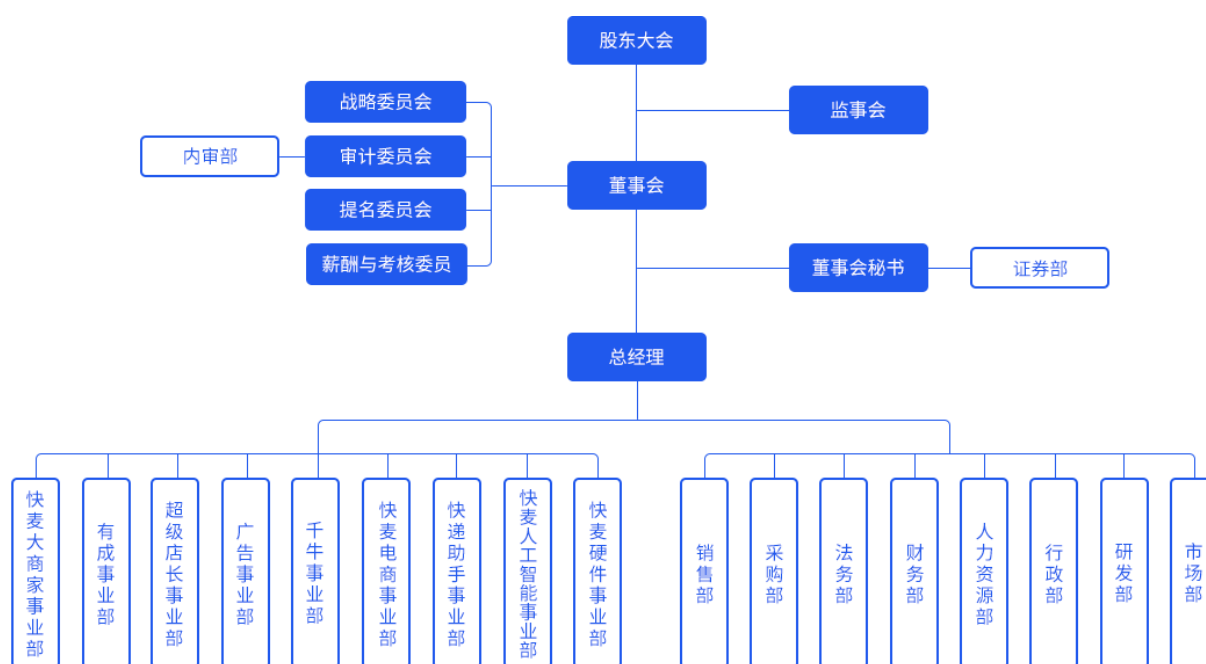 股东大会
战略委员会
监事会
内审部
审计委员会
董事会
提名委员会
薪酬与考核委员
董事会秘书
证券部
总经理
快麦大商家事业部
有成事业部
超级店长事业部
广告事业部
千牛事业部
快麦电商事业部
快递助手事业部
快麦人工智能事业部
快麦硬件事业部
销售部
采购部
法务部
财务部
人力资源部
行政部
研发部
市场部